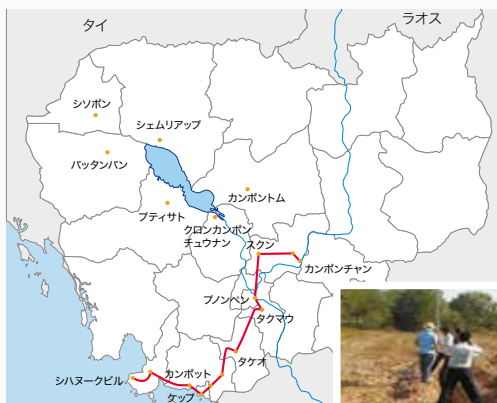 タイ
ラオス
シソポン
シェムリアップ
バッタンバン
カンポントム
プティサト
クロンカンポン
チュウナン
スクン
カンポンチャン
プノンペン
タクマウ
タケオ
カンポット
シハヌークビル
ケップ